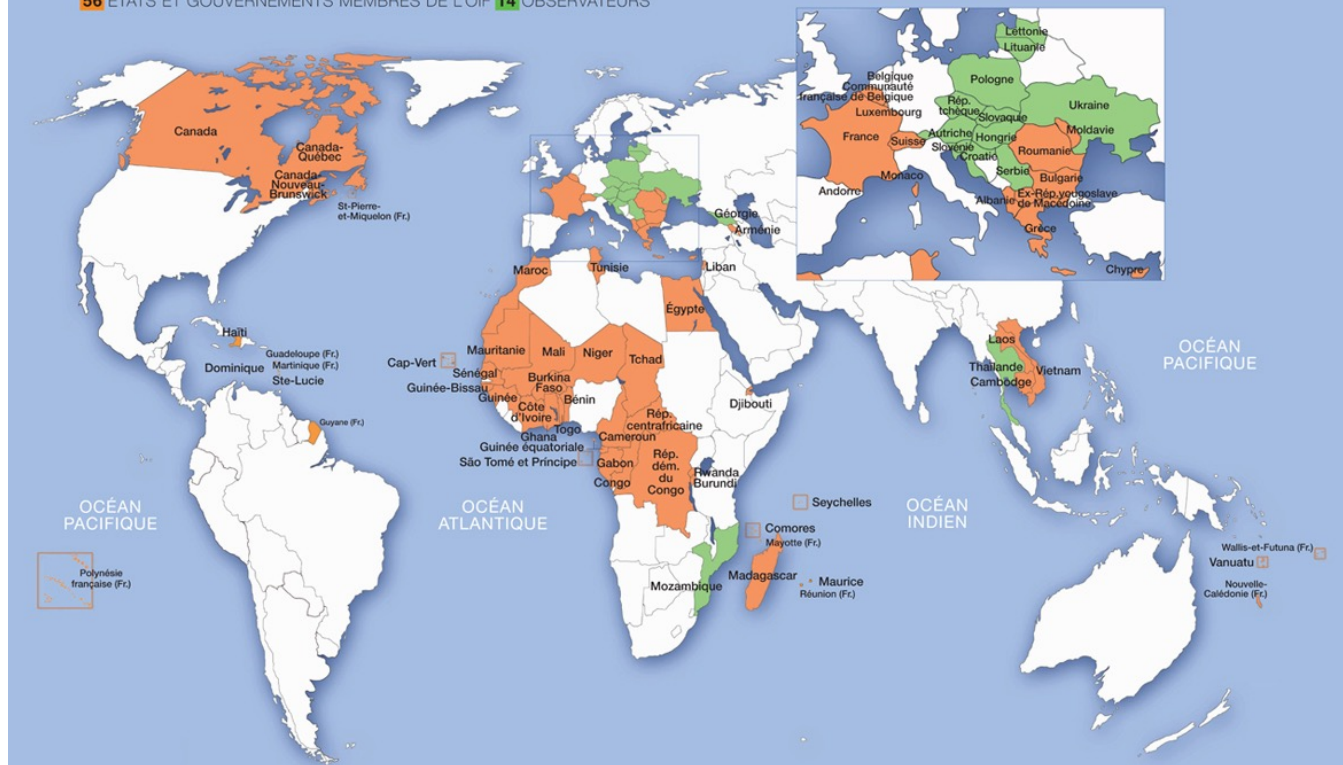 56 ÉTATS ET GOUVERNEMENTS MEMBRES DE L'OIF 14 OBSERVATEURS
Canada
Canada-
Québec
Canada-
Nouveau-
Brunswick
St-Pierre-
et-Miquelon (Fr.)
Haïti
Guadeloupe (Fr.)
Dominique
Martinique (Fr.)
Ste-Lucie
Guyane (Fr.)
OCÉAN
PACIFIQUE
Polynésie
française (Fr.)
OCÉAN
ATLANTIQUE
Géorgie
Arménie
Maroc
Tunisie
Liban
Égypte
Cap-Vert
Mauritanie
Mali
Niger
Tchad
Sénégal
Guinée-Bissau
Guinée
Burkina
Faso
Bénin
Côte
d'Ivoire
Togo
Ghana
Djibouti
Rép.
centrafricaine
Cameroun
Guinée équatoriale
São Tomé et Príncipe
Gabon
Congo
Rép.
dém.
du
Congo
Rwanda
Burundi
Seychelles
Comores
Mayotte (Fr.)
Mozambique
Madagascar
Maurice
Réunion (Fr.)
OCÉAN
INDIEN
Lettonie
Lituanie
Belgique
Communauté
française de Belgique
Pologne
Luxembourg
Rép.
tchèque
Slovaquie
Ukraine
France
Suisse
Autriche
Hongrie
Moldavie
Slovénie
Croatie
Roumanie
Monaco
Serbie
Bulgarie
Andorre
Albanie
Ex-Rép.yougoslave
de Macédoine
Grèce
Chypre
Laos
Thaïlande
Vietnam
Cambodge
OCÉAN
PACIFIQUE
Wallis-et-Futuna (Fr.)
Vanuatu
Nouvelle-
Calédonie (Fr.)